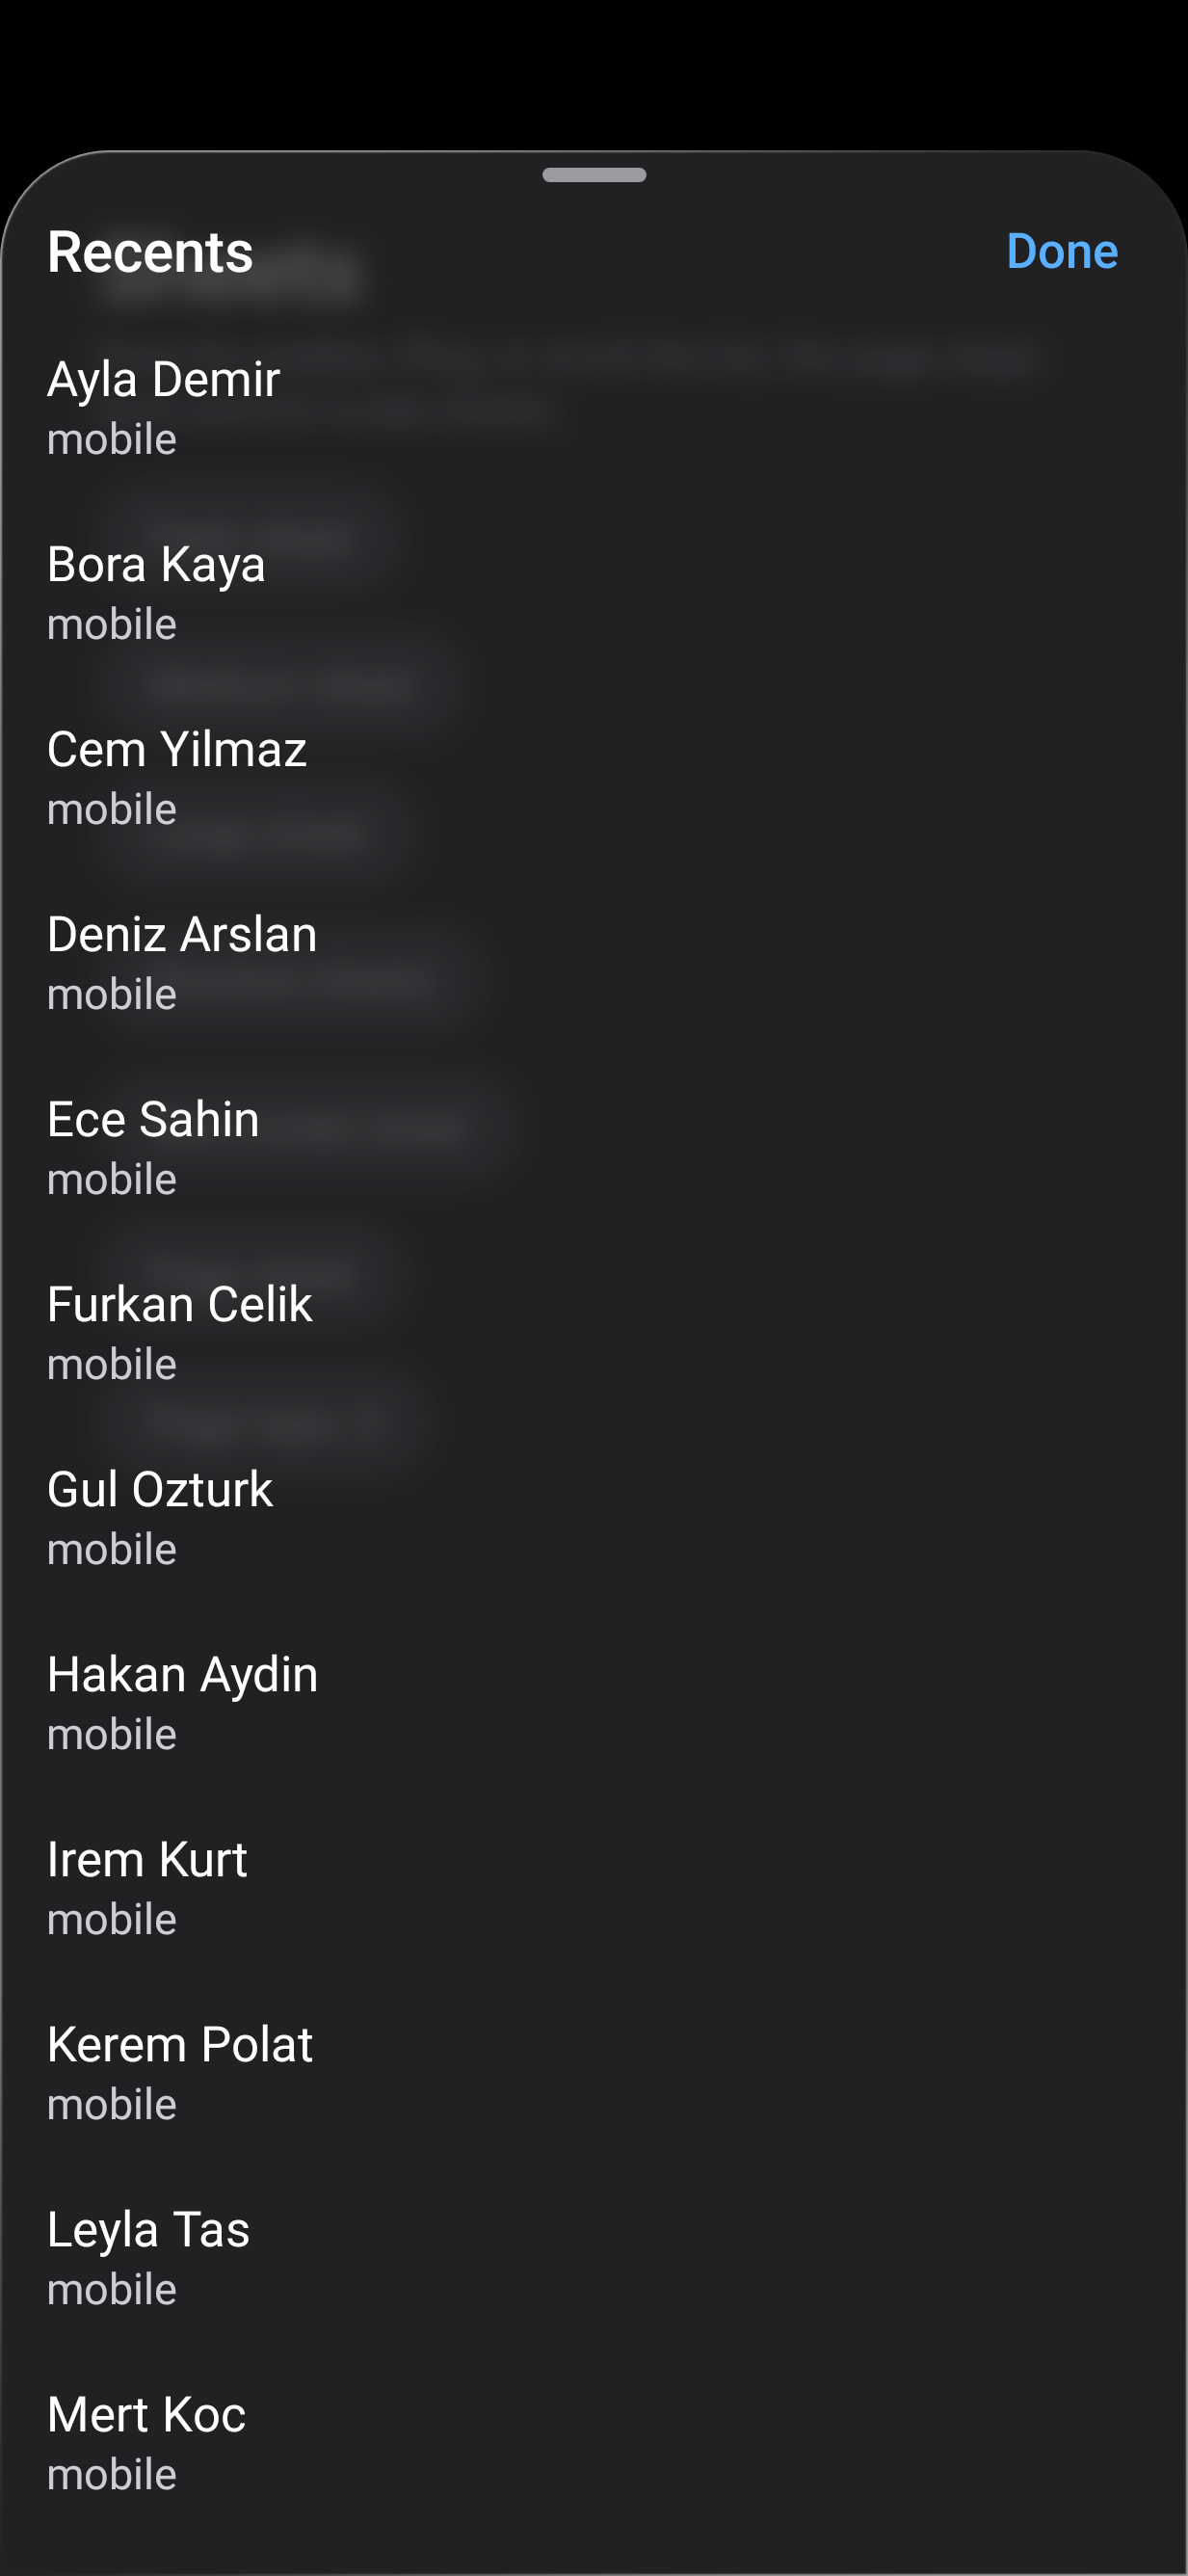 Recents
Done
Ayla Demir
mobile
Bora Kaya
mobile
Cem Yilmaz
mobile
Deniz Arslan
mobile
Ece Sahin
mobile
Furkan Celik
mobile
Gul Ozturk
mobile
Hakan Aydin
mobile
Irem Kurt
mobile
Kerem Polat
mobile
Leyla Tas
mobile
Mert Koc
mobile